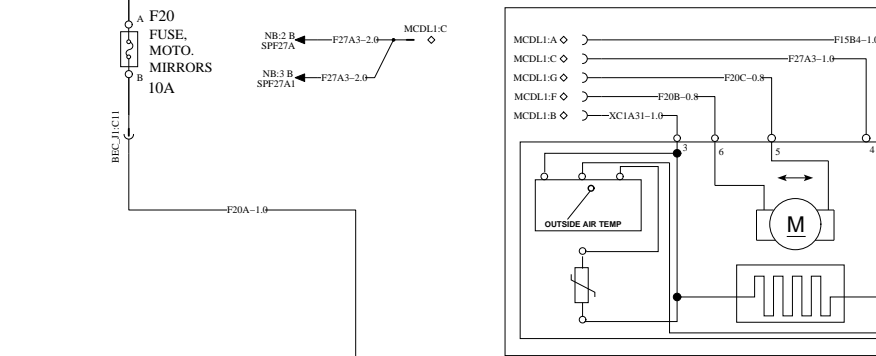 A F20
FUSE,
MOTO.
MIRRORS
B
10A
BEC_J1:C11
F20A-1.0
NB:2 B
SPF27A
F27A3-2.0
MCDL1:C
NB:3 B
SPF27A1
F27A3-2.0
MCDL1:A F15B4-1.0
MCDL1:C F27A3-1.0
MCDL1:G F20C-0.8
MCDL1:F F20B-0.8
MCDL1:B XC1A31-1.0
3 6 5 4
OUTSIDE AIR TEMP
M